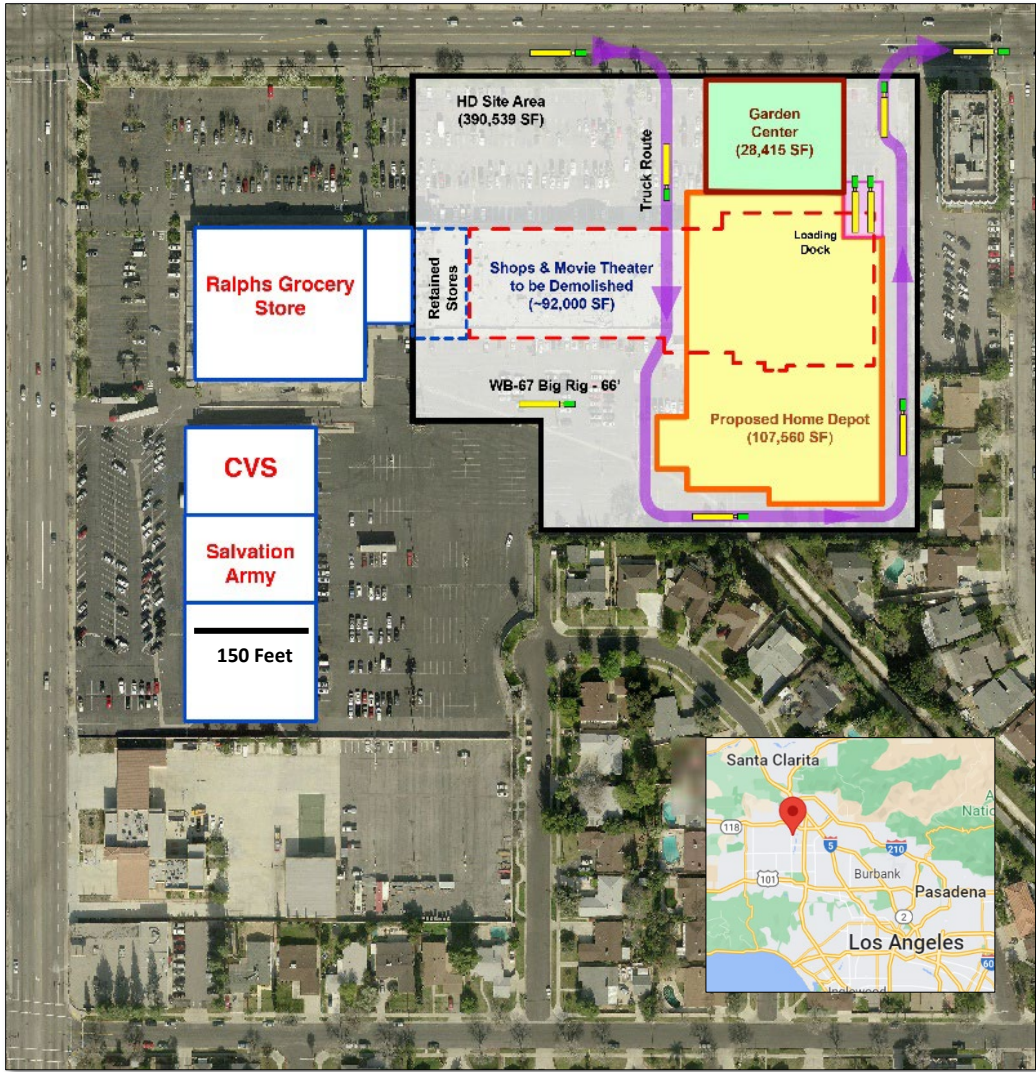 HD Site Area
(390,539 SF)
Truck Route
Garden
Center
(28,415 SF)
Loading
Dock
Ralphs Grocery
Store
Retained
Stores
Shops & Movie Theater
to be Demolished
(~92,000 SF)
WB-67 Big Rig - 66'
Proposed Home Depot
(107,560 SF)
CVS
Salvation
Army
150 Feet
Santa Clarita
118
5
210
101
Burbank
Pasadena
2
Los Angeles
60